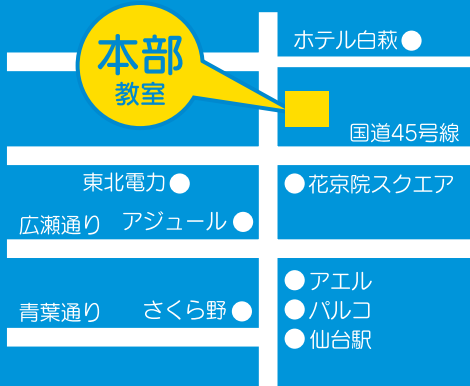 本部
教室
ホテル白萩
国道45号線
東北電力
花京院スクエア
広瀬通り
アジュール
アエル
青葉通り
さくら野
パルコ
仙台駅